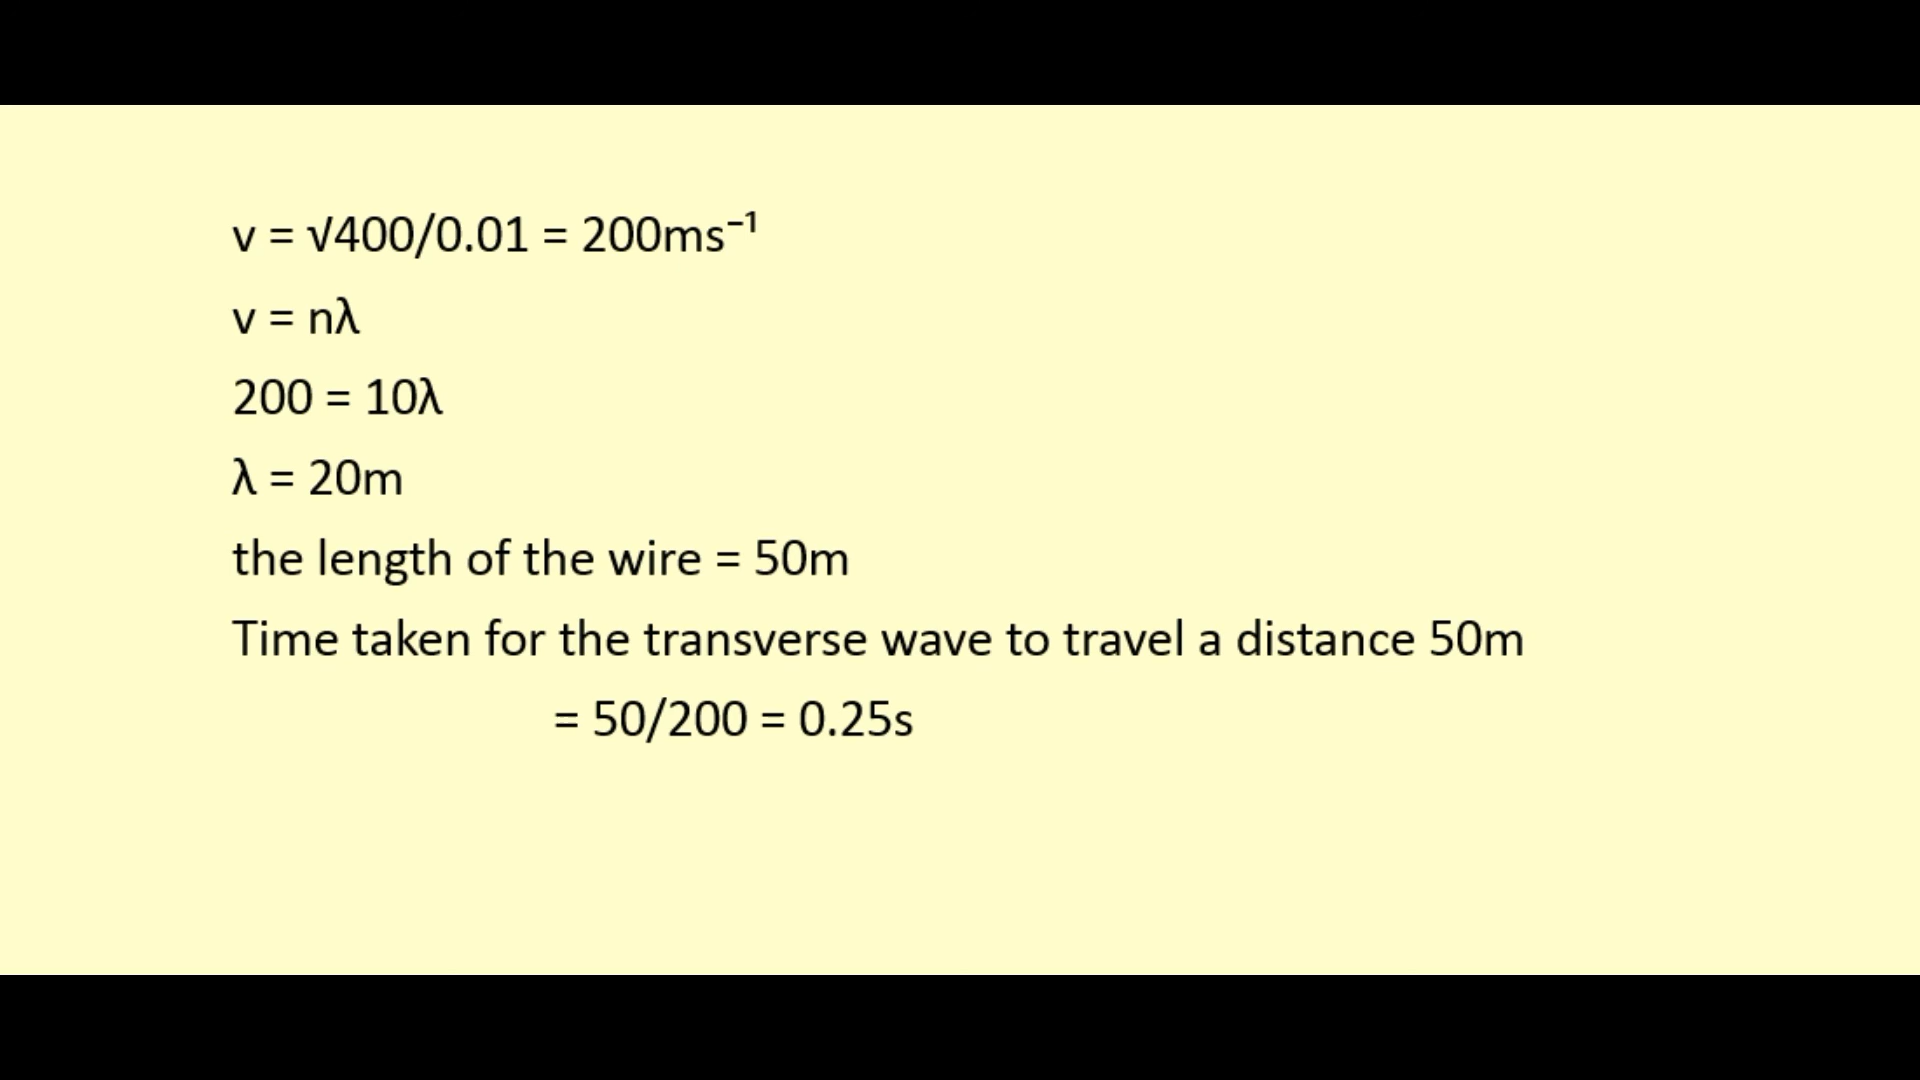 v = √400/0.01 = 200ms⁻¹
v = nλ
200 = 10λ
λ = 20m
the length of the wire = 50m
Time taken for the transverse wave to travel a distance 50m
= 50/200 = 0.25s